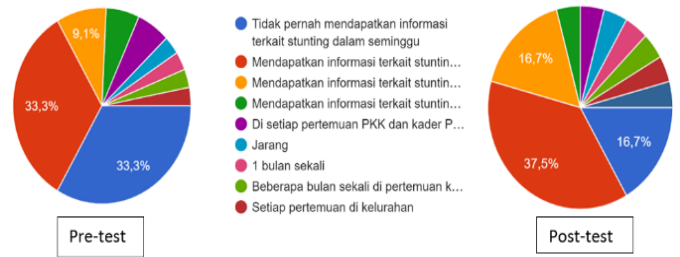 9,1%
33,3%
33,3%
Pre-test
Tidak pernah mendapatkan informasi
terkait stunting dalam seminggu
Mendapatkan informasi terkait stuntin…
Mendapatkan informasi terkait stuntin…
Mendapatkan informasi terkait stuntin…
Di setiap pertemuan PKK dan kader P…
Jarang
1 bulan sekali
Beberapa bulan sekali di pertemuan k…
Setiap pertemuan di kelurahan
16,7%
37,5%
16,7%
Post-test